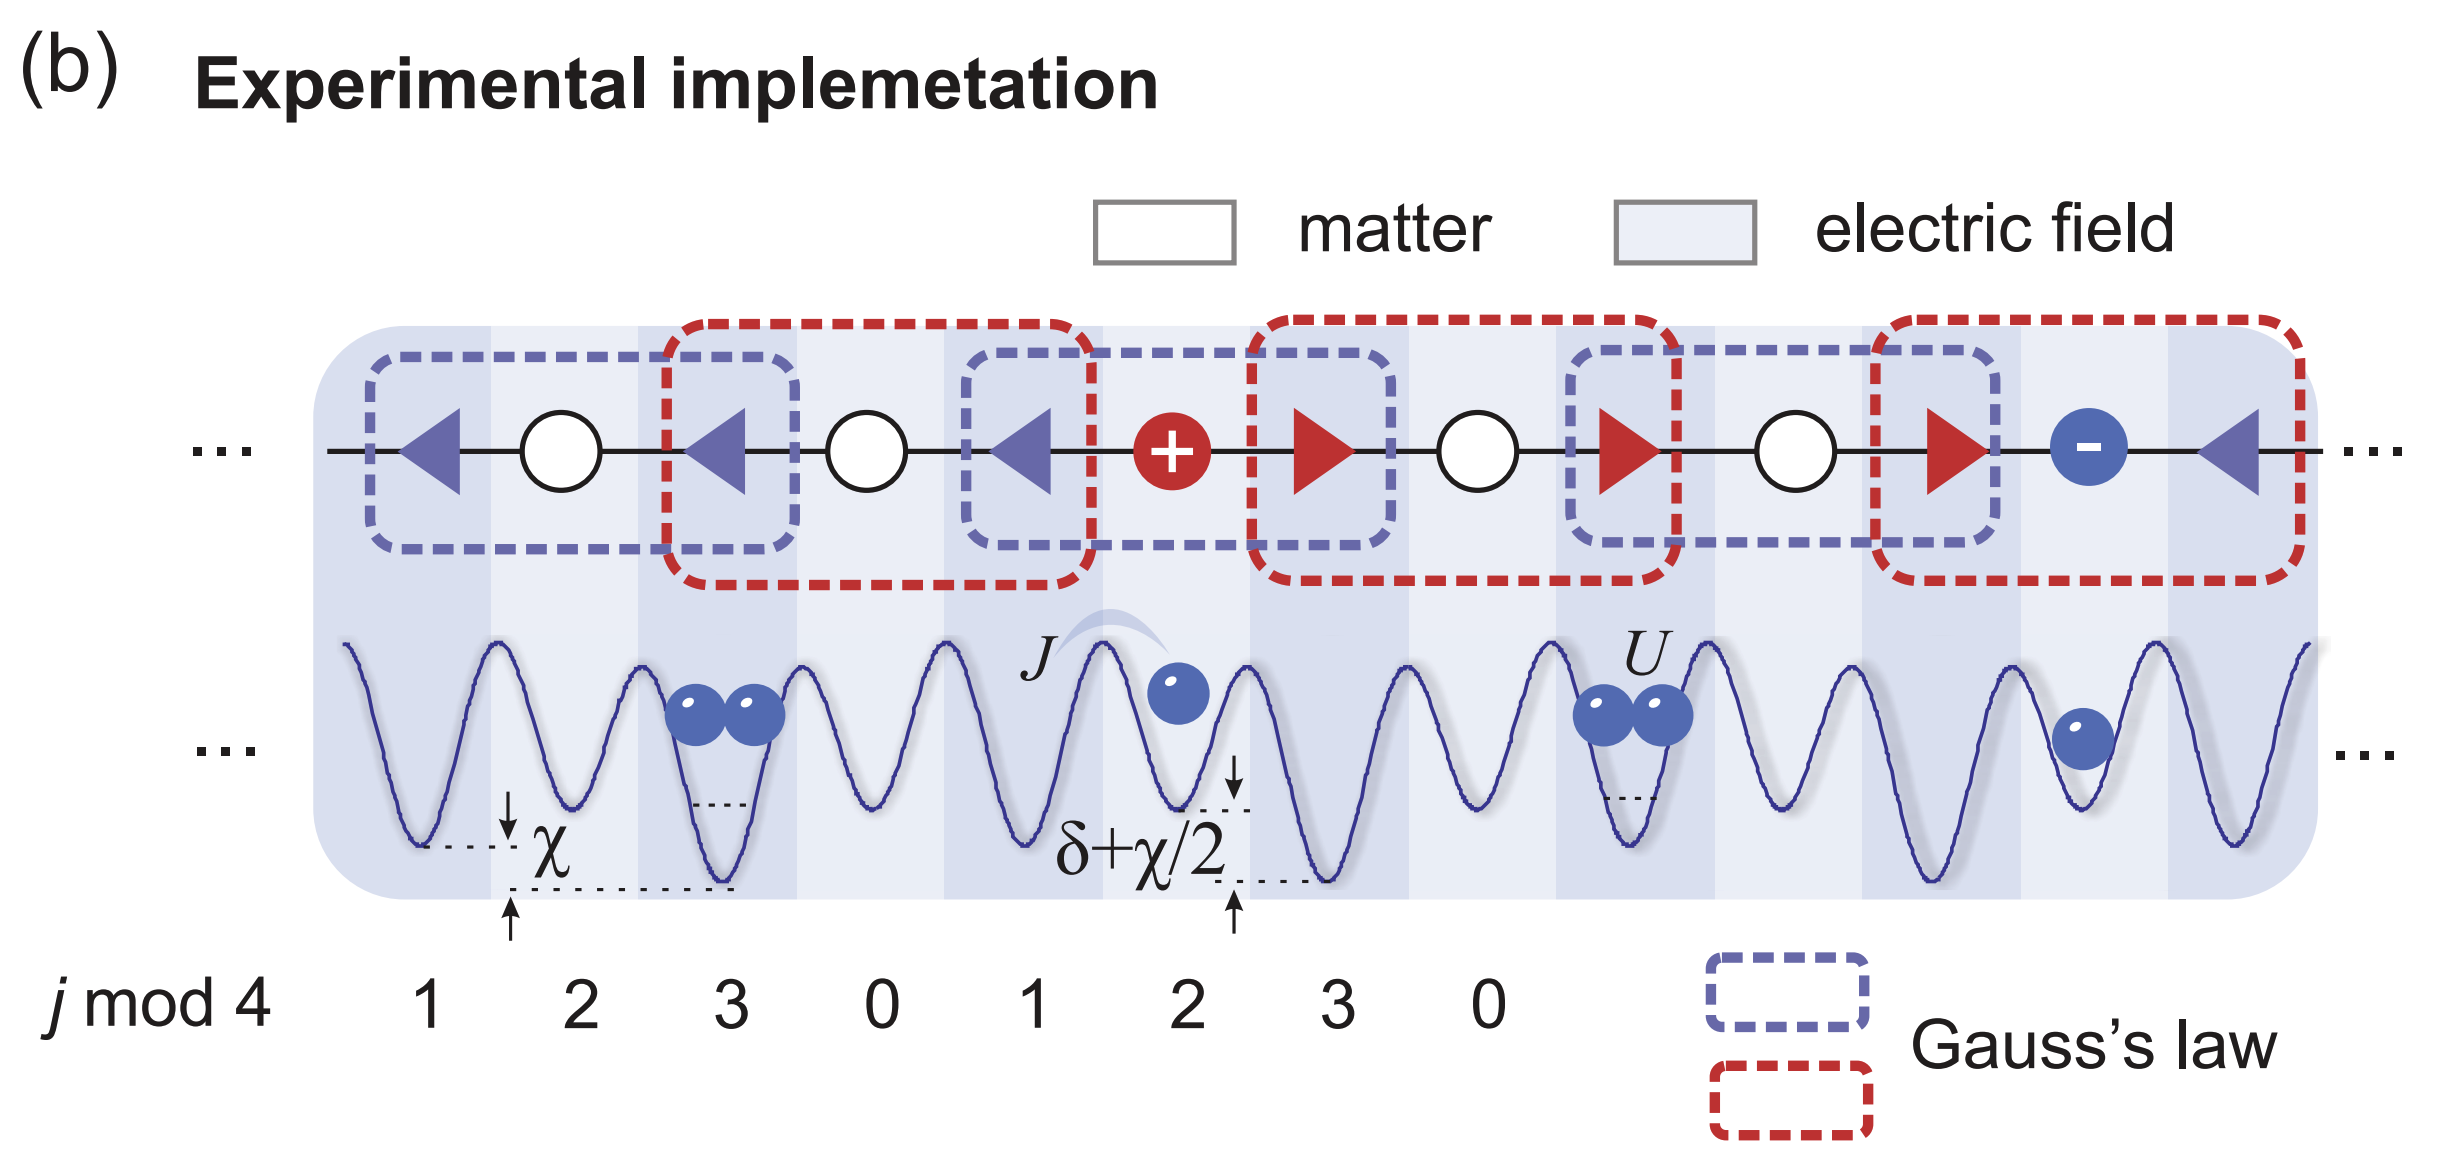 (b) Experimental implemetation
matter electric field
... + - ...
J U
... χ δ+χ/2 ...
j mod 4 1 2 3 0 1 2 3 0
Gauss's law